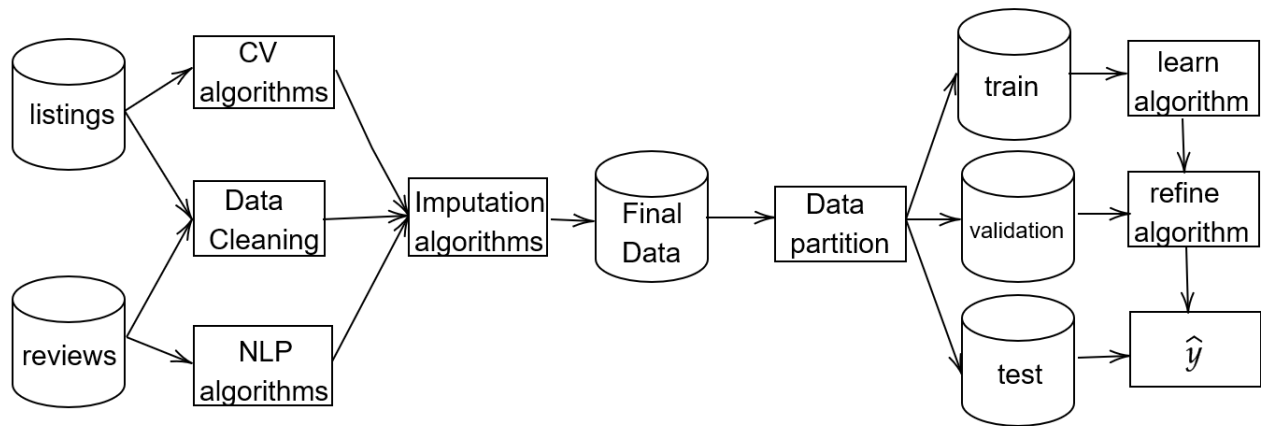 listings
reviews
CV
algorithms
Data
Cleaning
NLP
algorithms
Imputation
algorithms
Final
Data
Data
partition
train
validation
test
learn
algorithm
refine
algorithm
ŷ